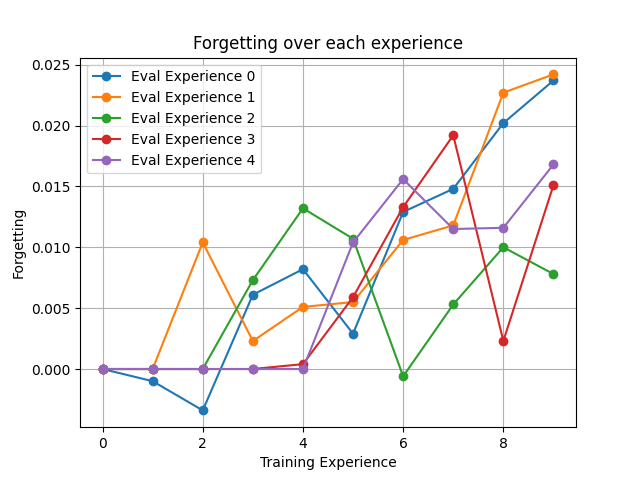 Forgetting over each experience
Eval Experience 0
Eval Experience 1
Eval Experience 2
Eval Experience 3
Eval Experience 4
0.025
0.020
0.015
0.010
0.005
0.000
Forgetting
0 2 4 6 8
Training Experience